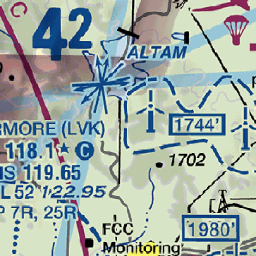 42
ALTAM
RMORE (LVK)
118.1 * C
1744'
IS 119.65
1702
L 52 122.95
P 7R, 25R
FCC
Monitoring
1980'